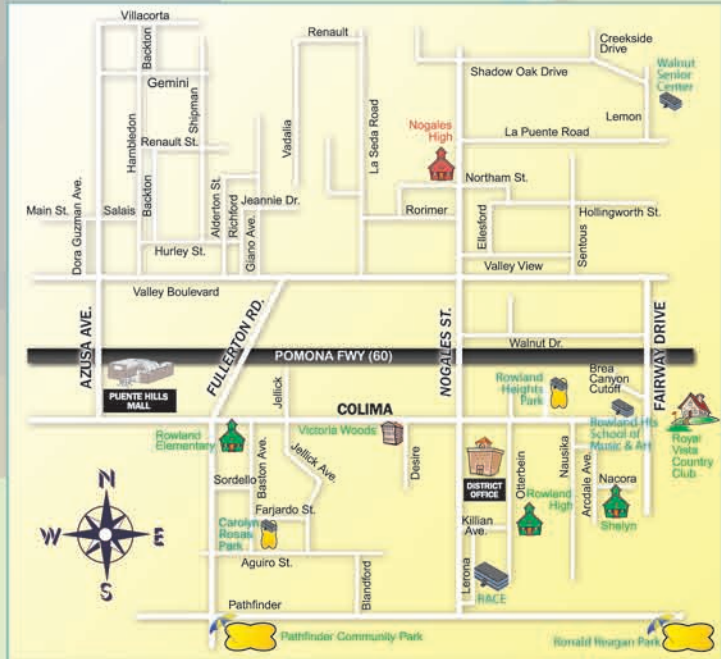 Villacorta
Backton
Renault
Creekside
Drive
Gemini
Shadow Oak Drive
Walnut
Senior
Center
Hambledon
Shipman
Vadalia
La Seda Road
Nogales
High
Lemon
Renault St.
La Puente Road
Alderton St.
Richford
Jeannie Dr.
Northam St.
Main St.
Dora Guzman Ave.
Salais
Backton
Giano Ave.
Rorimer
Ellesford
Hollingworth St.
Hurley St.
Sentous
Valley View
Valley Boulevard
AZUSA AVE.
FULLERTON RD.
NOGALES ST.
FAIRWAY DRIVE
Walnut Dr.
POMONA FWY (60)
PUENTE HILLS
MALL
Jellick
Rowland
Heights
Park
Brea
Canyon
Cutoff
COLIMA
Rowland
Elementary
Victoria Woods
Rowland Hts
School of
Music & Art
Royal
Vista
Country
Club
Baston Ave.
Jellick Ave.
Desire
DISTRICT
OFFICE
Otterbein
Nausika
Arodale Ave.
Nacora
Sordello
Rowland
High
Shelyn
N
W
E
S
Carolyn
Rosas
Park
Farjardo St.
Killian
Ave.
Aguiro St.
Blandford
Lerona
RACE
Pathfinder
Pathfinder Community Park
Ronald Reagan Park